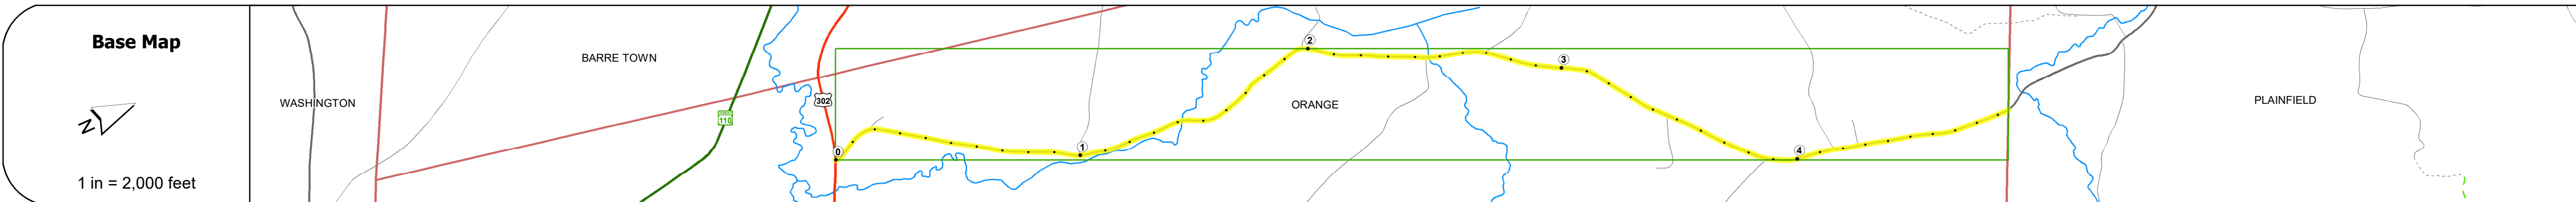 Base Map
N
1 in = 2,000 feet
WASHINGTON
BARRE TOWN
110
302
0
1
2
ORANGE
3
4
PLAINFIELD